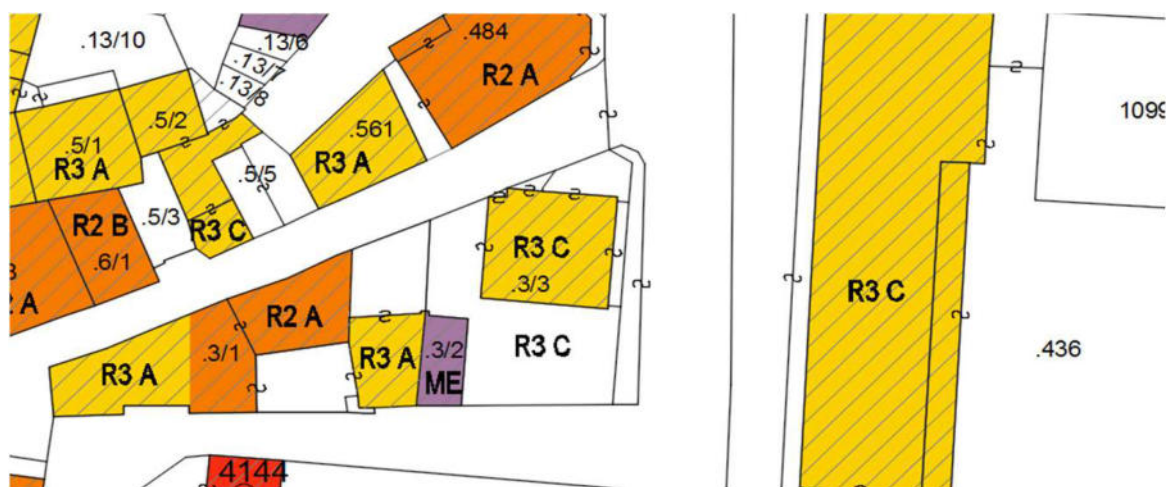 .13/10
.13/6
.13/7
.13/8
.484
R2 A
1099
.5/1
R3 A
.5/2
.561
R3 A
.5/5
R2 B
.6/1
.5/3
R3 C
R3 C
.3/3
R3 C
R2 A
.3/1
R3 A
R3 A
.3/2
ME
R3 C
.436
4144